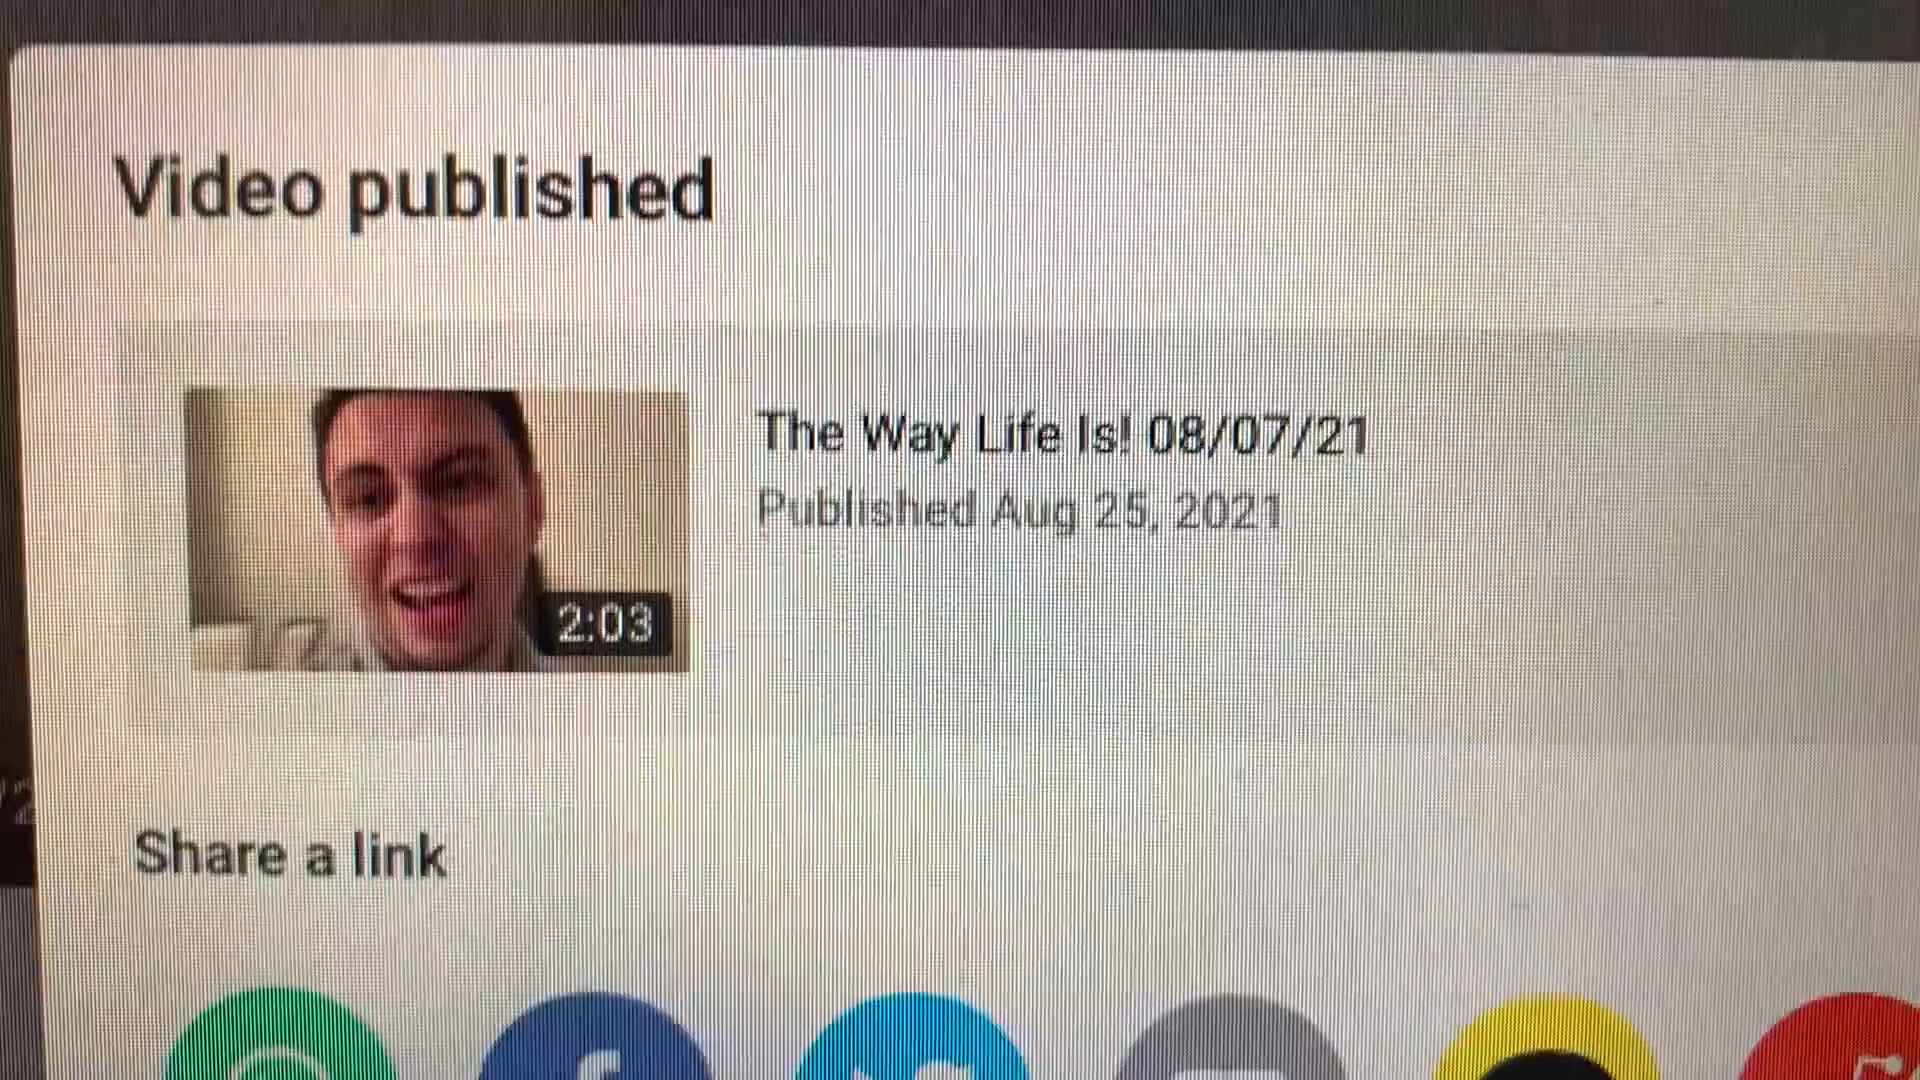 Video published
The Way Life Is! 08/07/21
Published Aug 25, 2021
2:03
Share a link